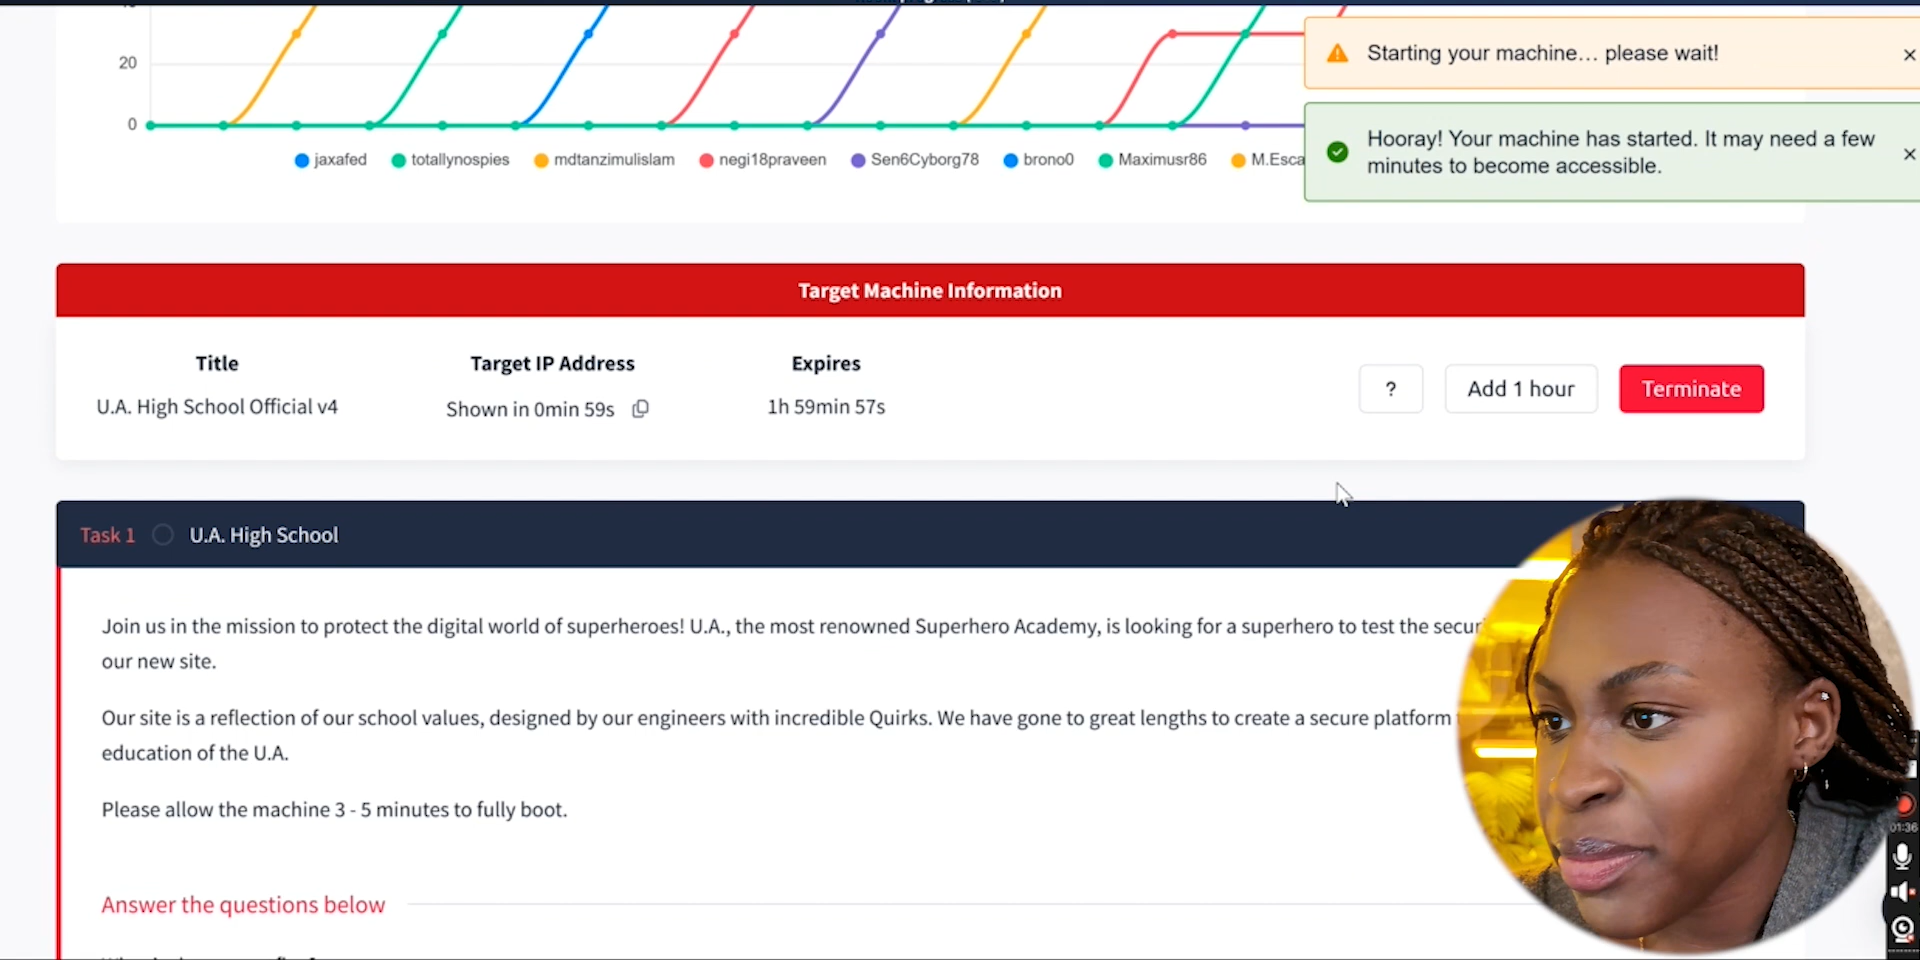 20
0
jaxafed totallynospies mdtanzimulislam negi18praveen Sen6Cyborg78 brono0 Maximusr86 M.Esca
Starting your machine... please wait!
Hooray! Your machine has started. It may need a few
minutes to become accessible.
Target Machine Information
Title Target IP Address Expires
U.A. High School Official v4 Shown in 0min 59s 1h 59min 57s
? Add 1 hour Terminate
Task 1 U.A. High School
Join us in the mission to protect the digital world of superheroes! U.A., the most renowned Superhero Academy, is looking for a superhero to test the secur
our new site.
Our site is a reflection of our school values, designed by our engineers with incredible Quirks. We have gone to great lengths to create a secure platform
education of the U.A.
Please allow the machine 3 - 5 minutes to fully boot.
Answer the questions below
01:36